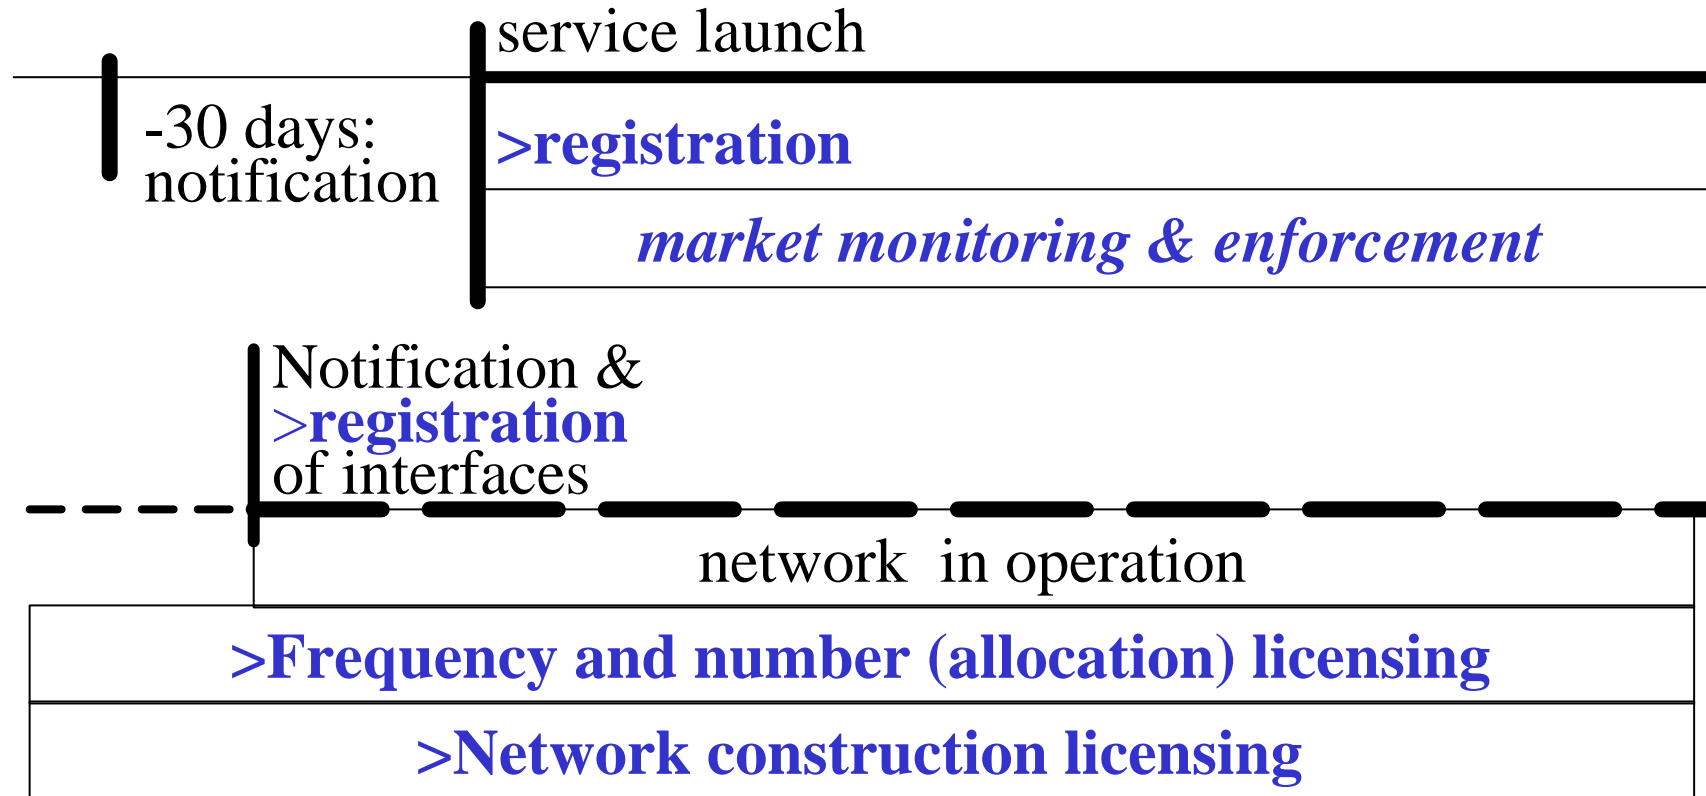 service launch
-30 days:
notification
>registration
market monitoring & enforcement
Notification &
>registration
of interfaces
network in operation
>Frequency and number (allocation) licensing
>Network construction licensing